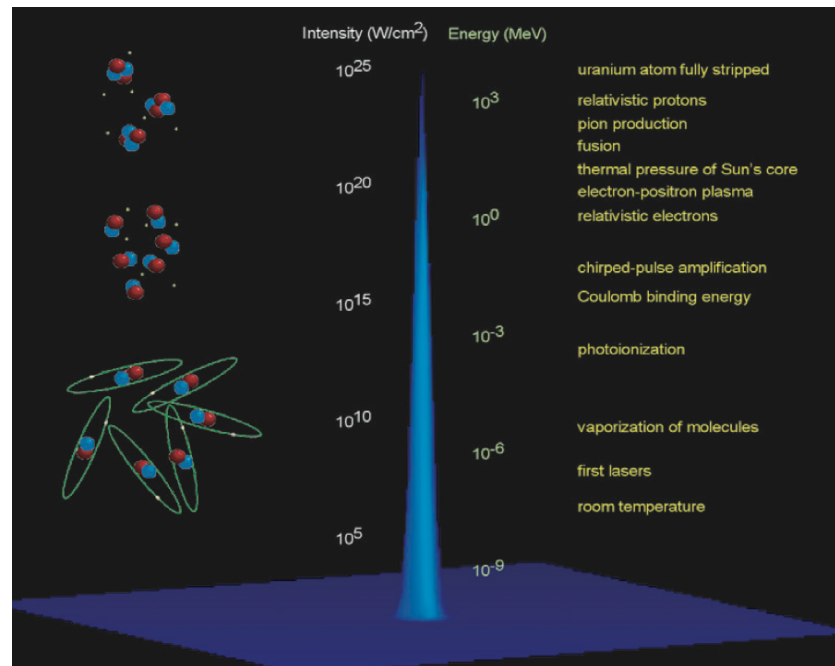 Intensity (W/cm²) Energy (MeV)
10²⁵
uranium atom fully stripped
10³
relativistic protons
pion production
fusion
thermal pressure of Sun's core
10²⁰
electron-positron plasma
10⁰
relativistic electrons
chirped-pulse amplification
10¹⁵
Coulomb binding energy
10⁻³
photoionization
10¹⁰
vaporization of molecules
10⁻⁶
first lasers
room temperature
10⁵
10⁻⁹